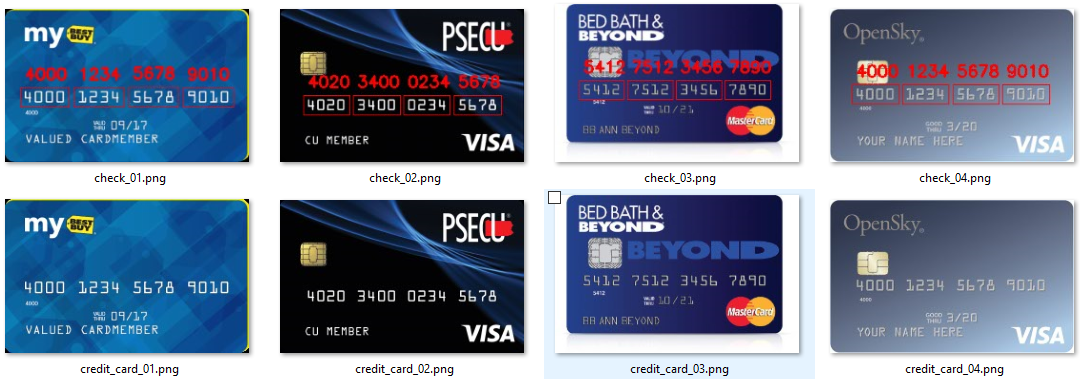 my BEST BUY
4000 1234 5678 9010
4000 1234 5678 9010
4000
VALID THRU 09/17
VALUED CARDMEMBER
check_01.png
PSECU
4020 3400 0234 5678
4020 3400 0234 5678
CU MEMBER
VISA
check_02.png
BED BATH &
BEYOND
BEYOND
5412 7512 3456 7890
5412 7512 3456 7890
5412
VALID THRU 10/21
BB ANN BEYOND
MasterCard
check_03.png
OpenSky
4000 1234 5678 9010
4000 1234 5678 9010
4000
GOOD THRU 3/20
YOUR NAME HERE
VISA
check_04.png
my BEST BUY
4000 1234 5678 9010
4000
VALID THRU 09/17
VALUED CARDMEMBER
credit_card_01.png
PSECU
4020 3400 0234 5678
CU MEMBER
VISA
credit_card_02.png
BED BATH &
BEYOND
BEYOND
5412 7512 3456 7890
5412
VALID THRU 10/21
BB ANN BEYOND
MasterCard
credit_card_03.png
OpenSky
4000 1234 5678 9010
4000
GOOD THRU 3/20
YOUR NAME HERE
VISA
credit_card_04.png